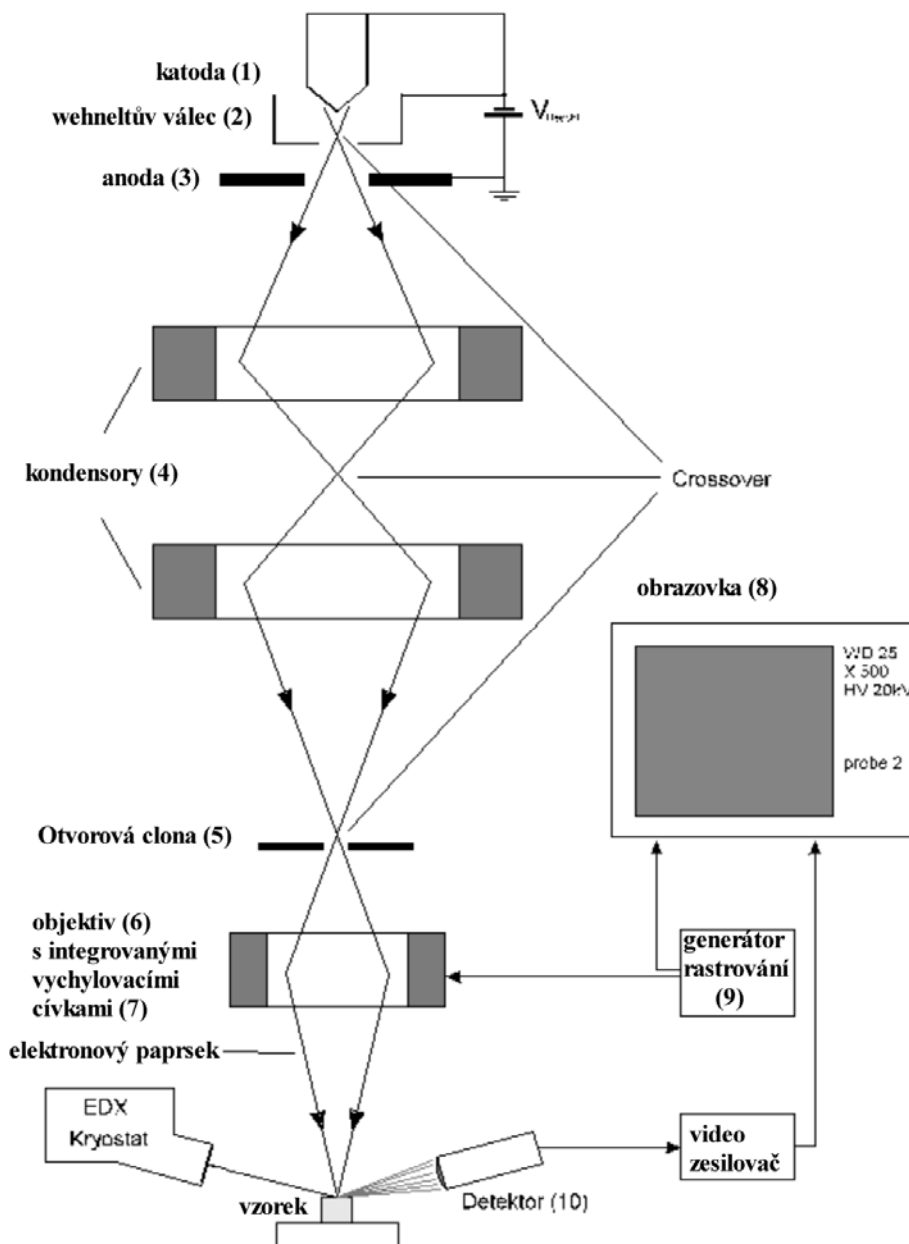 katoda (1)
wehneltův válec (2)
V
anoda (3)
kondensory (4)
Crossover
obrazovka (8)
WD 25
X 500
HV 20kV
probe 2
Otvorová clona (5)
objektiv (6)
s integrovanými
vychylovacími
cívkami (7)
generátor
rastrování
(9)
elektronový paprsek
EDX
Kryostat
video
zesilovač
vzorek
Detektor (10)